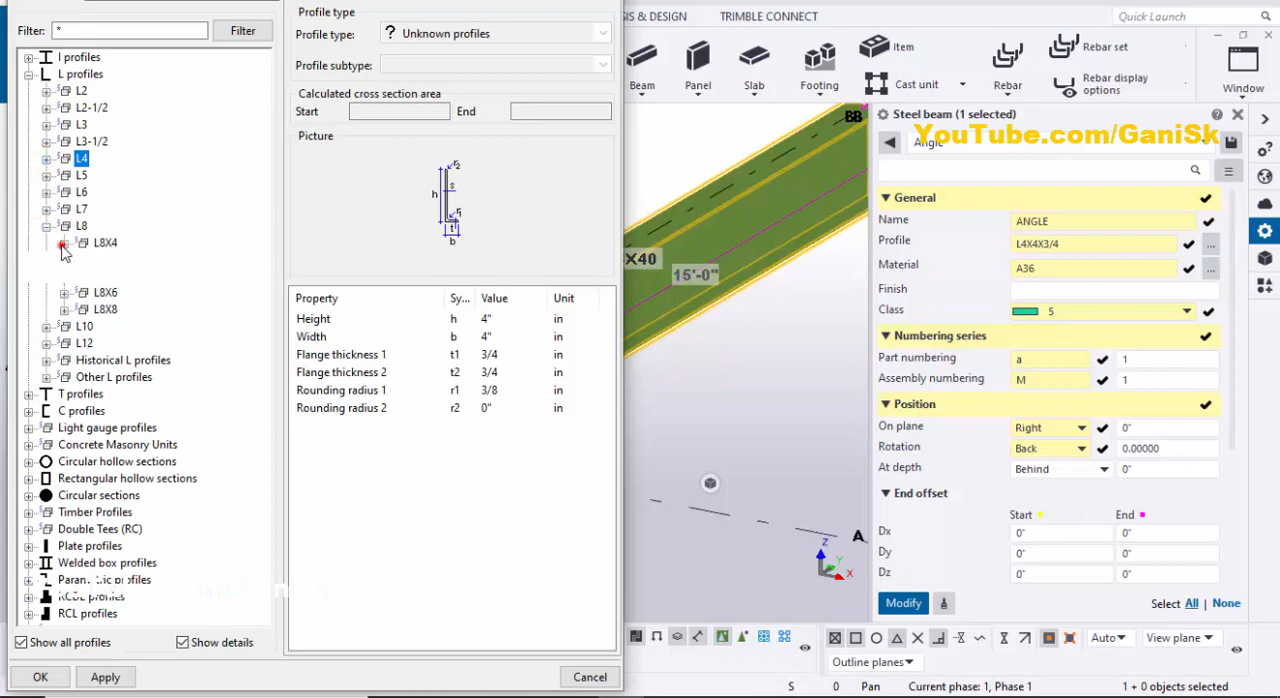 Filter:
*
Filter
I profiles
L profiles
L2
L2-1/2
L3
L3-1/2
L4
L5
L6
L7
L8
L8X4
L8X6
L8X8
L10
L12
Historical L profiles
Other L profiles
T profiles
C profiles
Light gauge profiles
Concrete Masonry Units
Circular hollow sections
Rectangular hollow sections
Circular sections
Timber Profiles
Double Tees (RC)
Plate profiles
Welded box profiles
RCL profiles
Show all profiles
Show details
OK
Apply
Cancel
Profile type
Profile type:
? Unknown profiles
Profile subtype:
Calculated cross section area
Start
End
Picture
r2
h
s
r1
t
b
Property Sy... Value Unit
Height h 4" in
Width b 4" in
Flange thickness 1 t1 3/4 in
Flange thickness 2 t2 3/4 in
Rounding radius 1 r1 3/8 in
Rounding radius 2 r2 0" in
IS & DESIGN
TRIMBLE CONNECT
Quick Launch
Beam
Panel
Slab
Footing
Item
Cast unit
Rebar
Rebar set
Rebar display
options
Window
BB
X40
15'-0"
A
Z
Y
X
Steel beam (1 selected)
YouTube.com/GaniSk
Angle
General
Name ANGLE
Profile L4X4X3/4 ...
Material A36 ...
Finish
Class 5
Numbering series
Part numbering a 1
Assembly numbering M 1
Position
On plane Right 0"
Rotation Back 0.00000
At depth Behind 0"
End offset
Start End
Dx 0" 0"
Dy 0" 0"
Dz 0" 0"
Modify
Select All | None
Auto
View plane
Outline planes
S 0 Pan Current phase: 1, Phase 1 1 + 0 objects selected